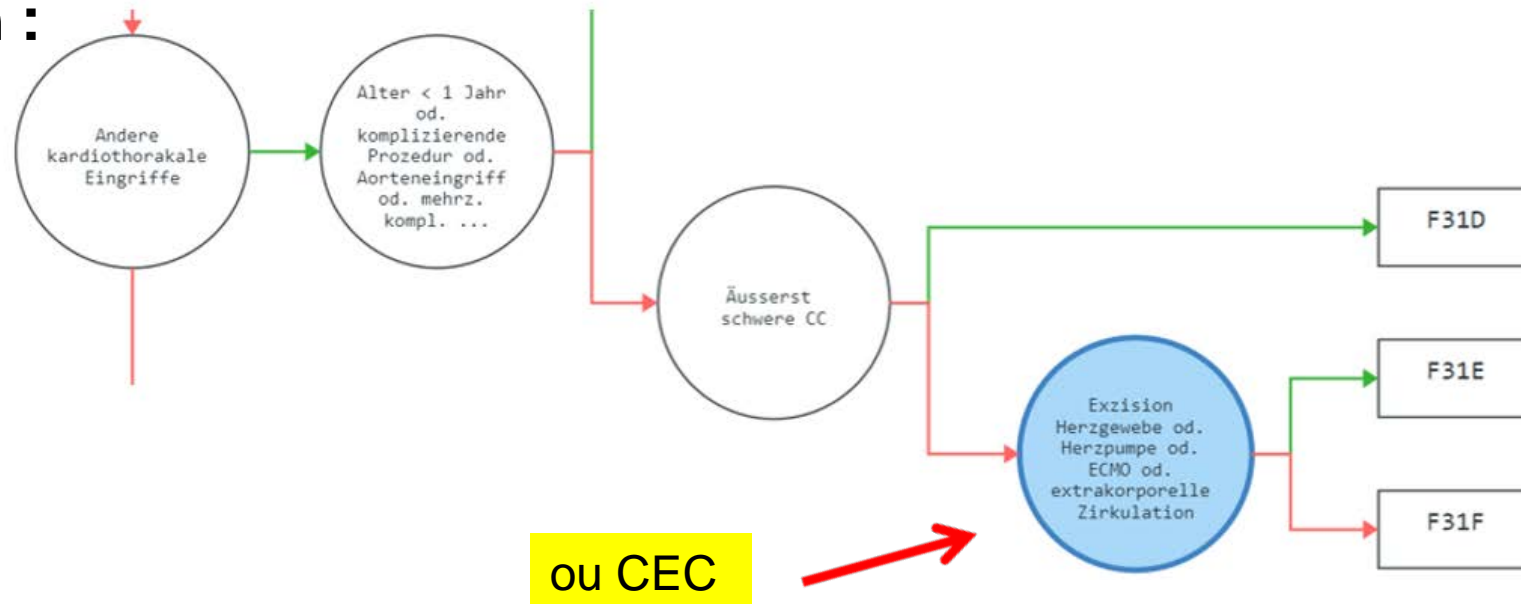 :
Andere
kardiothorakale
Eingriffe
Alter < 1 Jahr
od.
komplizierende
Prozedur od.
Aorteneingriff
od. mehrz.
kompl. ...
Äusserst
schwere CC
F31D
Exzision
Herzgewebe od.
Herzpumpe od.
ECMO od.
extrakorporelle
Zirkulation
F31E
F31F
ou CEC